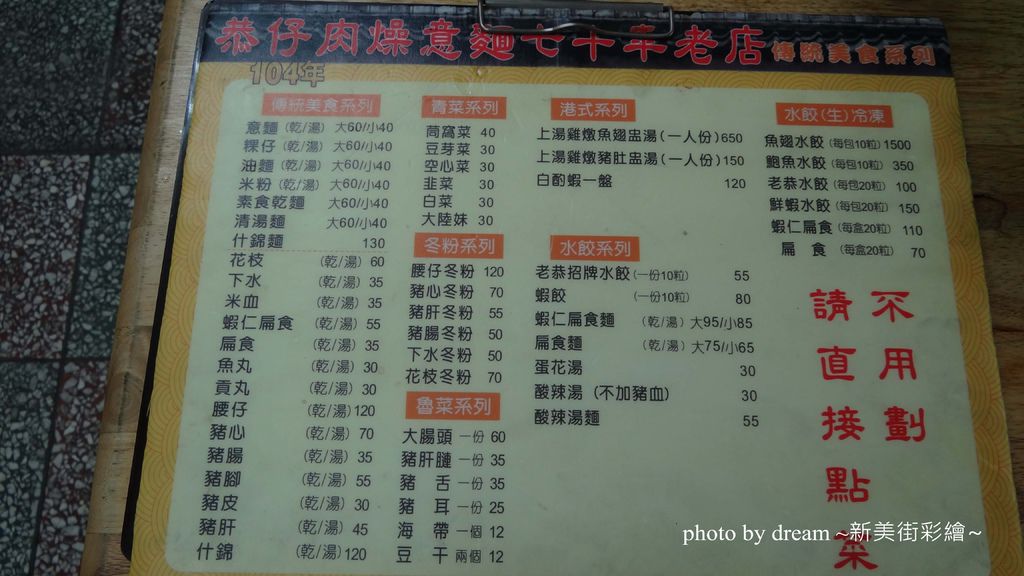 恭仔肉燥意麵七十年老店傳統美食系列
104年
傳統美食系列
意麵(乾/湯) 大60/小40
粿仔(乾/湯) 大60/小40
油麵(乾/湯) 大60/小40
米粉(乾/湯) 大60/小40
素食乾麵 大60/小40
清湯麵 大60/小40
什錦麵 130
花枝 (乾/湯) 60
下水 (乾/湯) 35
米血 (乾/湯) 35
蝦仁扁食 (乾/湯) 55
扁食 (乾/湯) 35
魚丸 (乾/湯) 30
貢丸 (乾/湯) 30
腰仔 (乾/湯) 120
豬心 (乾/湯) 70
豬腸 (乾/湯) 35
豬腳 (乾/湯) 55
豬皮 (乾/湯) 30
豬肝 (乾/湯) 45
什錦 (乾/湯) 120
青菜系列
茼窩菜 40
豆芽菜 30
空心菜 30
韭菜 30
白菜 30
大陸妹 30
冬粉系列
腰仔冬粉 120
豬心冬粉 70
豬肝冬粉 55
豬腸冬粉 50
下水冬粉 50
花枝冬粉 70
魯菜系列
大腸頭 一份 60
豬肝腱 一份 35
豬舌 一份 35
豬耳 一份 25
海帶 一個 12
豆干 兩個 12
港式系列
上湯雞燉魚翅盅湯(一人份) 650
上湯雞燉豬肚盅湯(一人份) 150
白酌蝦一盤 120
水餃系列
老恭招牌水餃(一份10粒) 55
蝦餃 (一份10粒) 80
蝦仁扁食麵 (乾/湯) 大95/小85
扁食麵 (乾/湯) 大75/小65
蛋花湯 30
酸辣湯 (不加豬血) 30
酸辣湯麵 55
水餃(生)冷凍
魚翅水餃 (每包10粒) 1500
鮑魚水餃 (每包10粒) 350
老恭水餃 (每包20粒) 100
鮮蝦水餃 (每包20粒) 150
蝦仁扁食 (每盒20粒) 110
扁食 (每盒20粒) 70
不用劃
請直接點菜
photo by dream ~新美街彩繪~